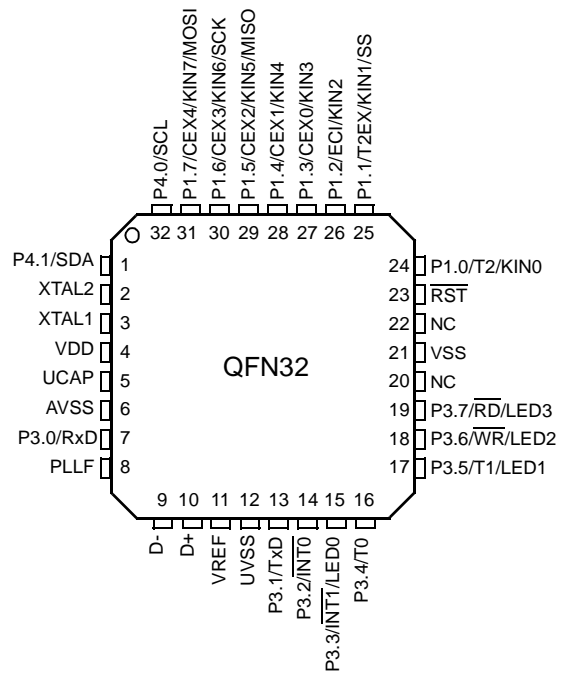 P4.0/SCL
P1.7/CEX4/KIN7/MOSI
P1.6/CEX3/KIN6/SCK
P1.5/CEX2/KIN5/MISO
P1.4/CEX1/KIN4
P1.3/CEX0/KIN3
P1.2/ECI/KIN2
P1.1/T2EX/KIN1/SS
32 31 30 29 28 27 26 25
P4.1/SDA 1
XTAL2 2
XTAL1 3
VDD 4
UCAP 5
AVSS 6
P3.0/RxD 7
PLLF 8
QFN32
24 P1.0/T2/KIN0
23 RST
22 NC
21 VSS
20 NC
19 P3.7/RD/LED3
18 P3.6/WR/LED2
17 P3.5/T1/LED1
9 10 11 12 13 14 15 16
D-
D+
VREF
UVSS
P3.1/TxD
P3.2/INT0
P3.3/INT1/LED0
P3.4/T0